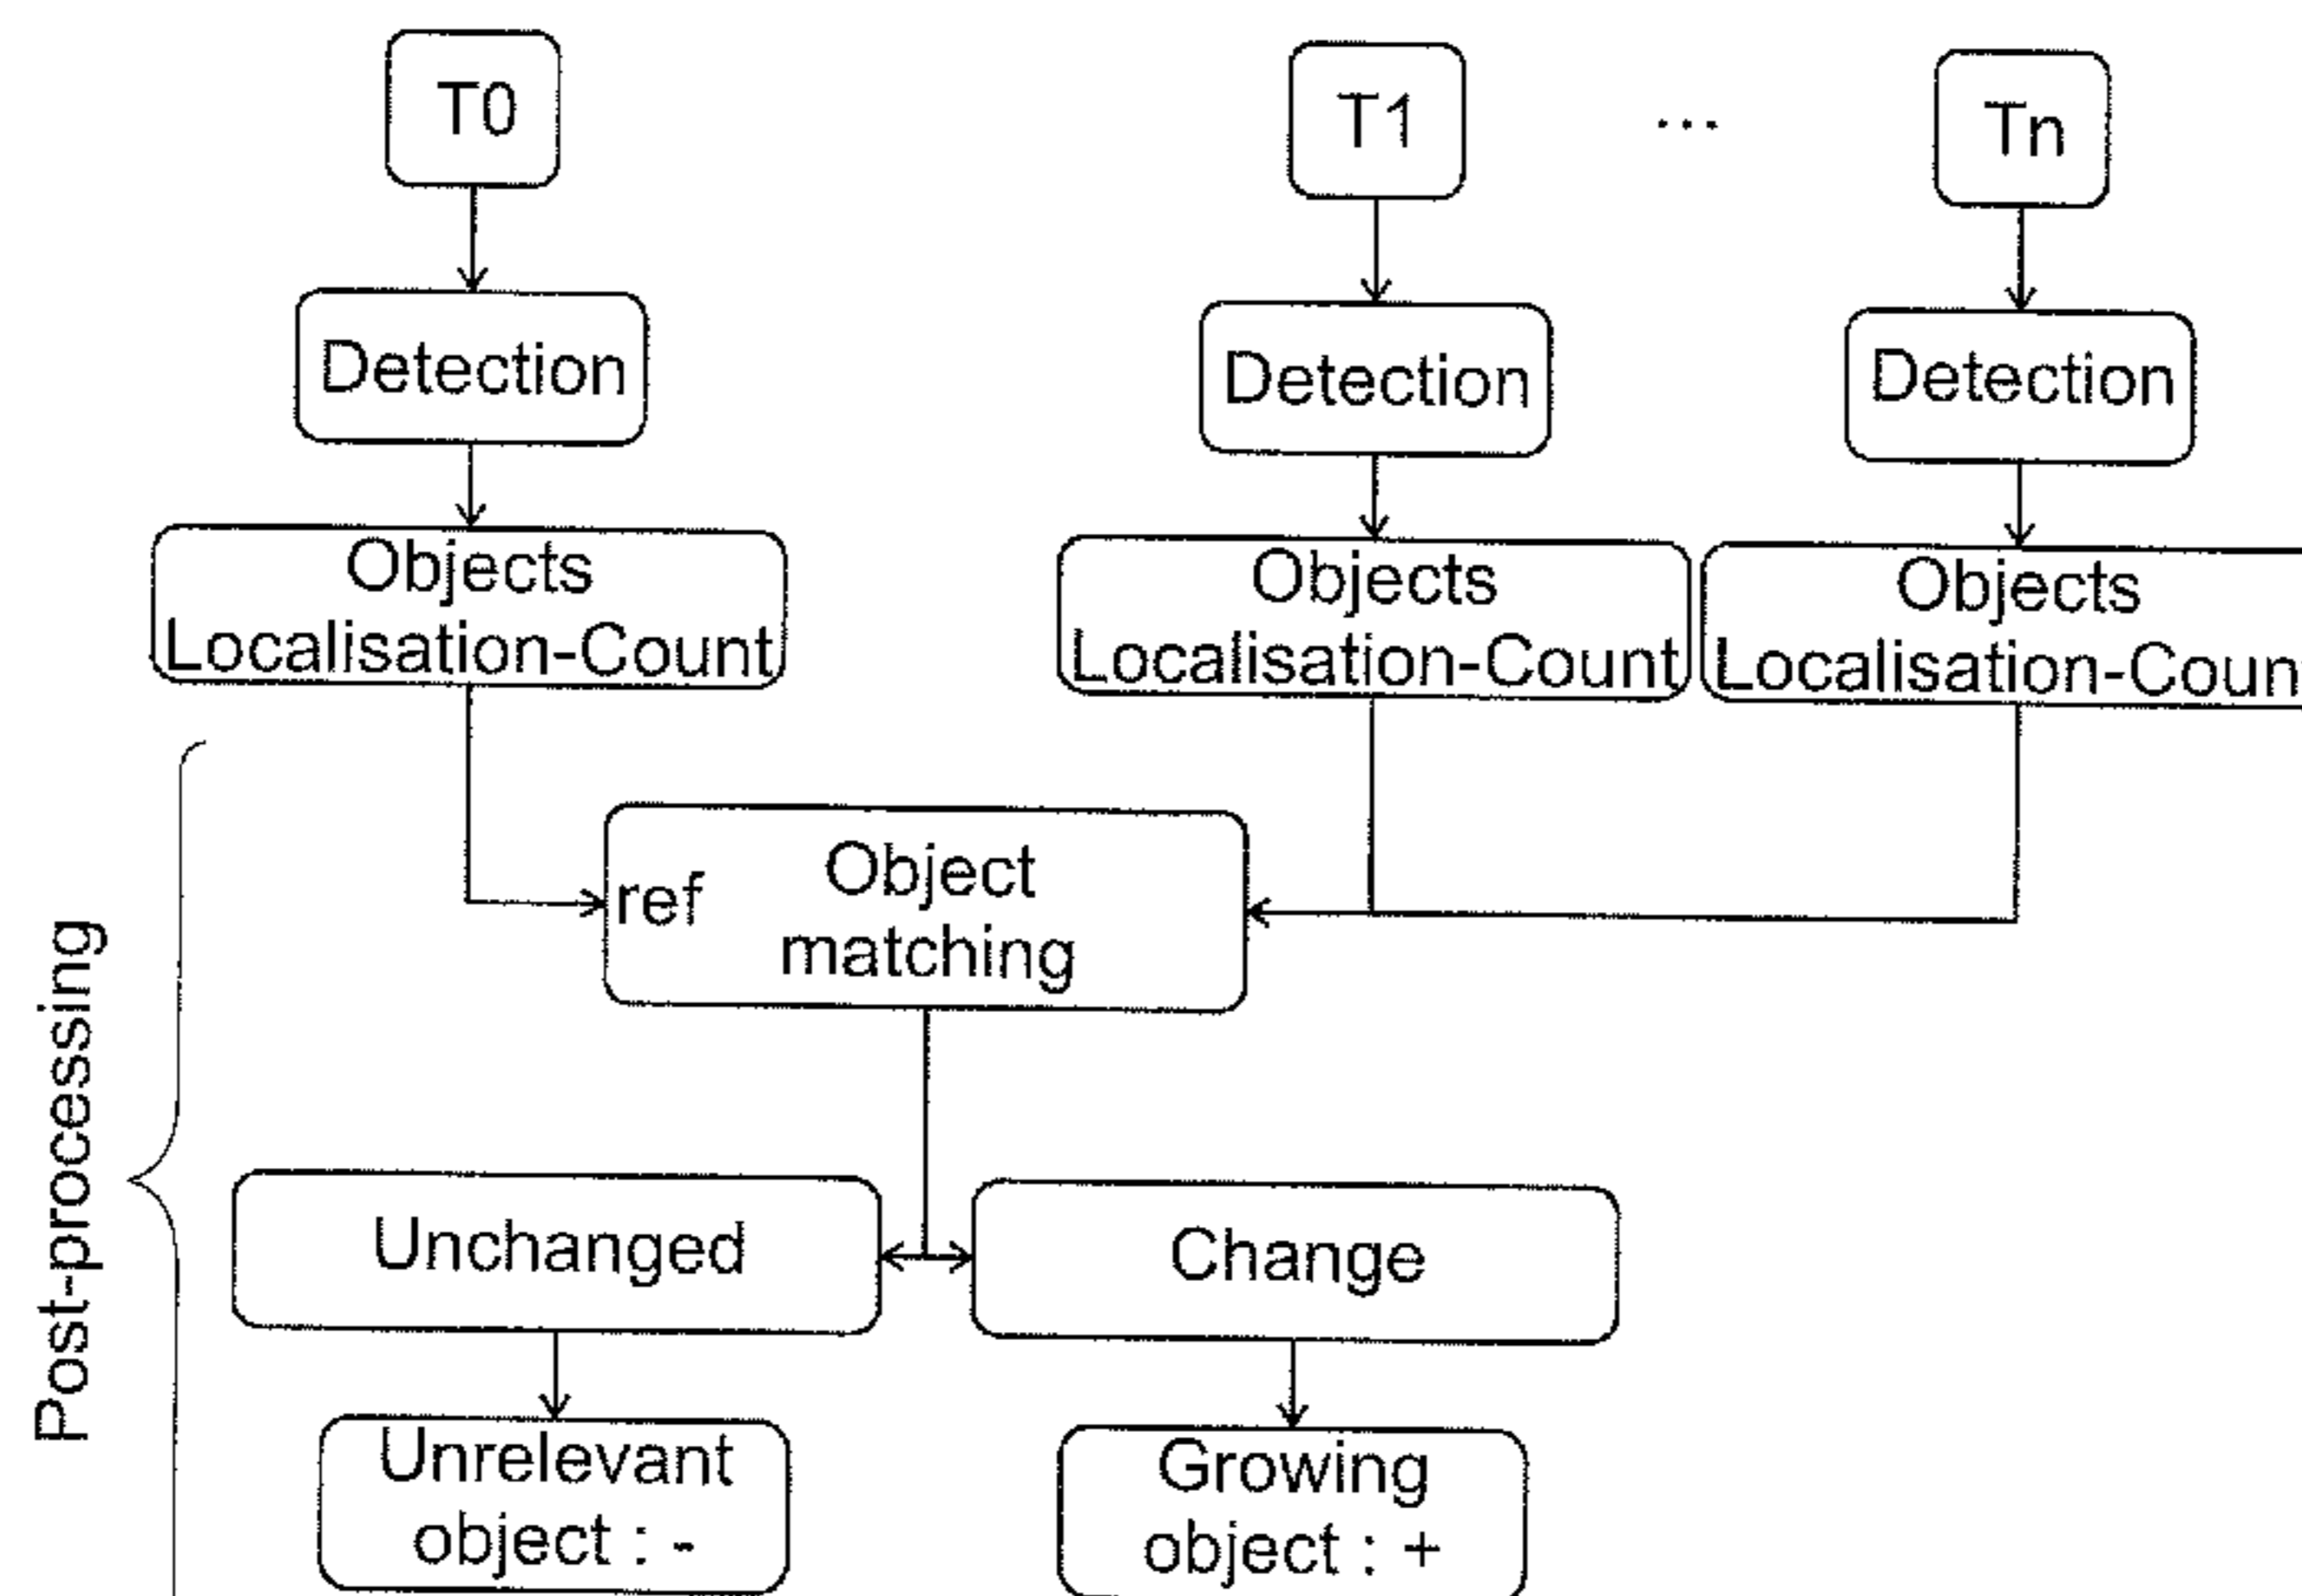 T0
T1
...
Tn
Detection
Detection
Detection
Objects
Localisation-Count
Objects
Localisation-Count
Objects
Localisation-Coun
Post-processing
ref
Object
matching
Unchanged
Change
Unrelevant
object : -
Growing
object : +